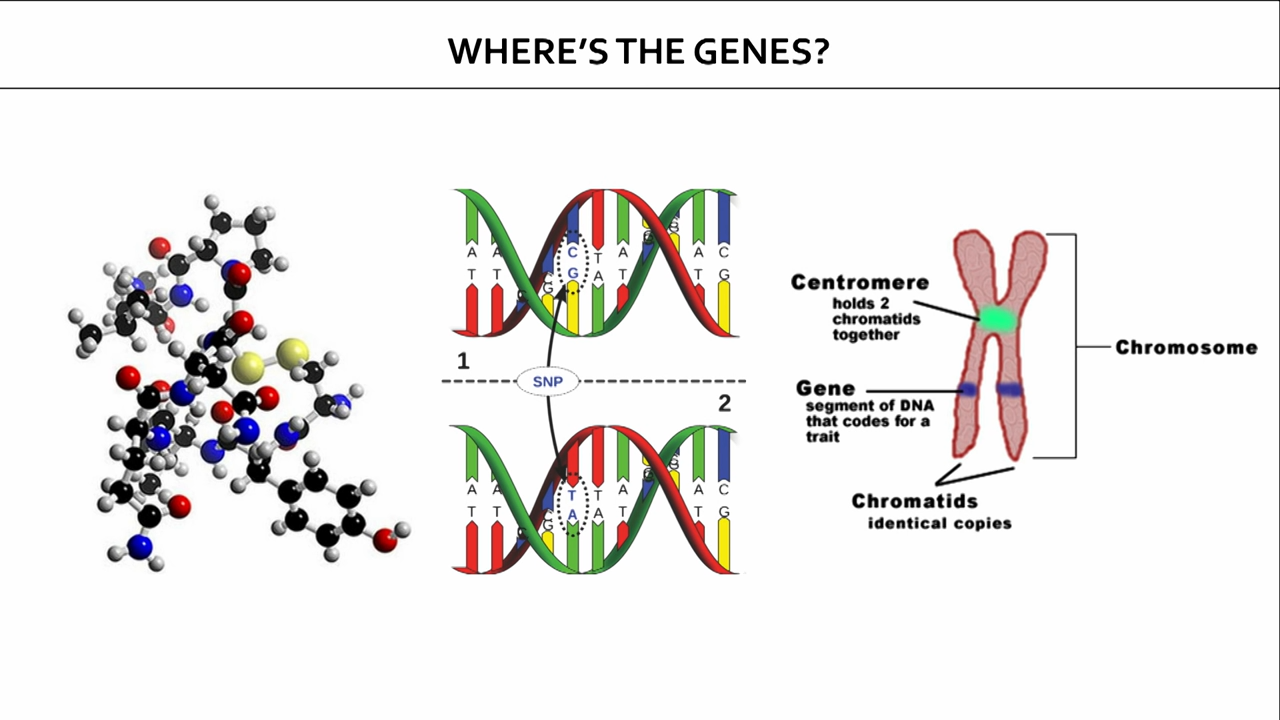 WHERE'S THE GENES?
A A C T A A C
T T G A T T G
C G
G
1
SNP
2
A A T T A A C
T T A A T T G
C G
G
Centromere
holds 2
chromatids
together
Gene
segment of DNA
that codes for a
trait
Chromosome
Chromatids
identical copies